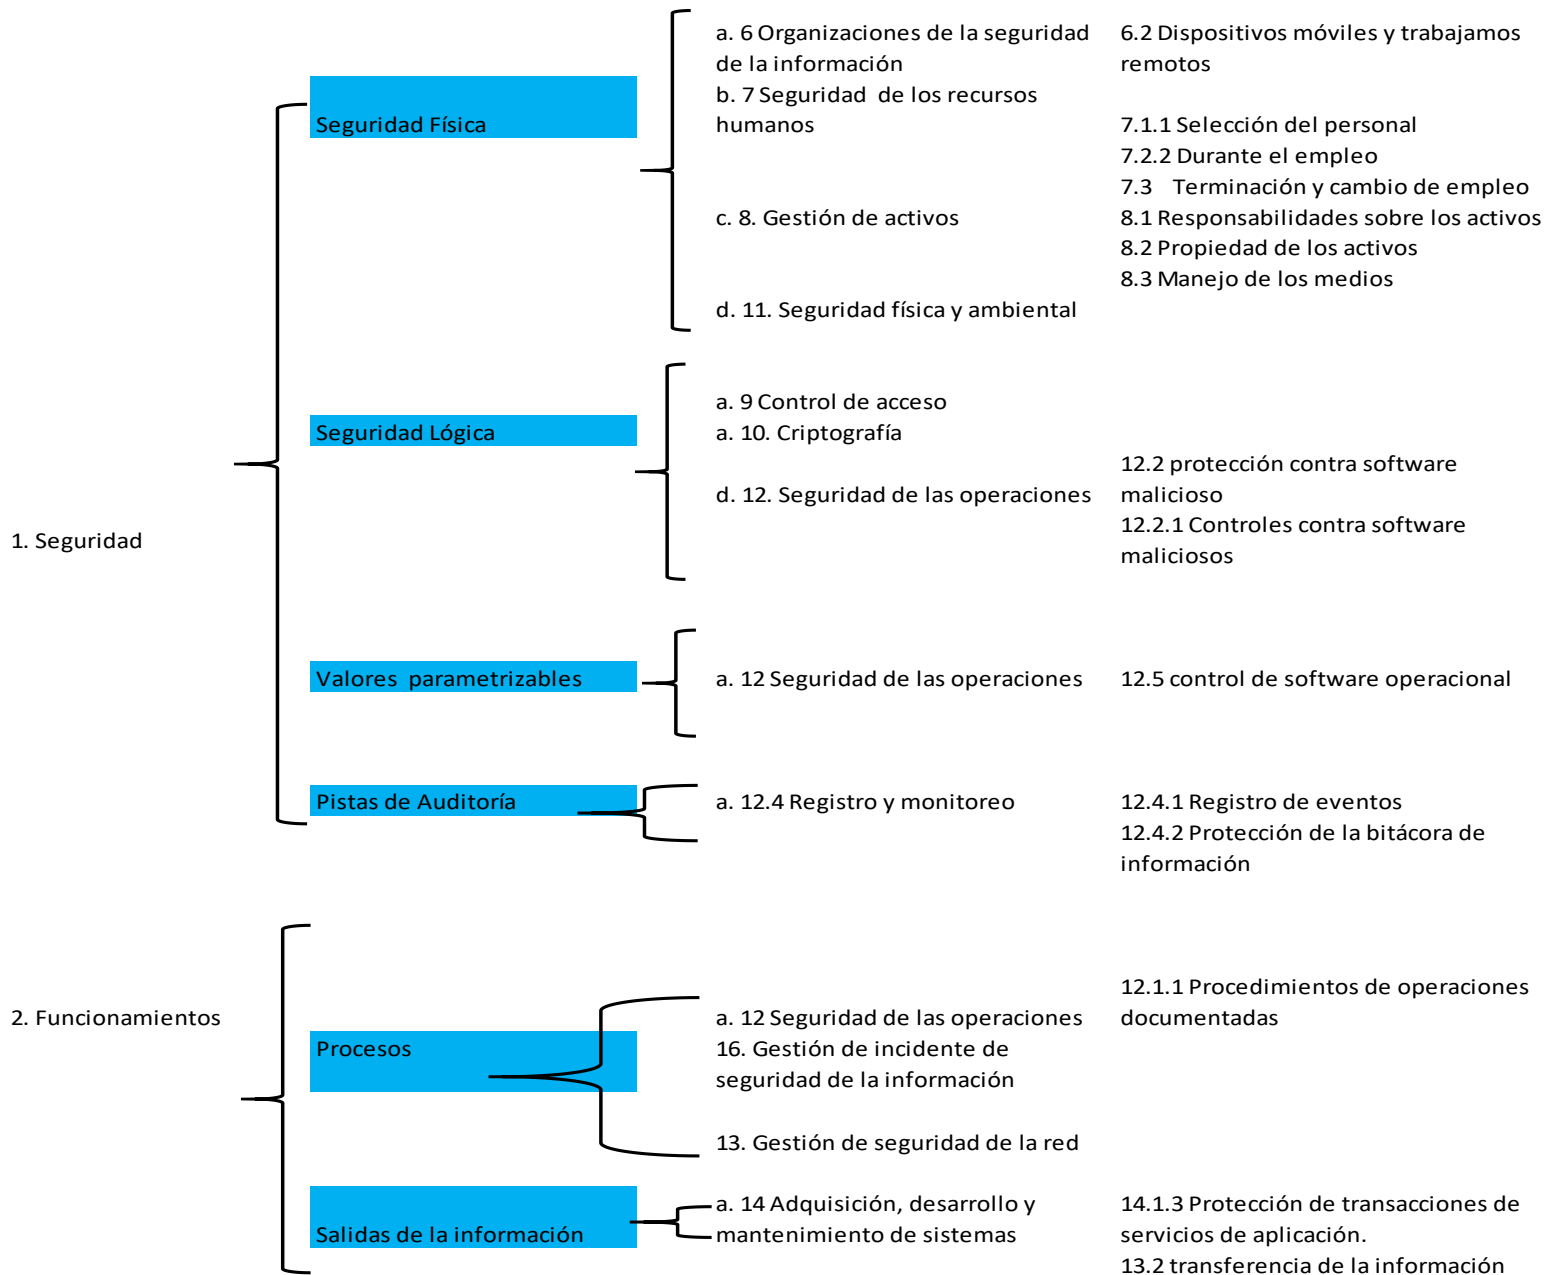 1. Seguridad
Seguridad Física
a. 6 Organizaciones de la seguridad
de la información
b. 7 Seguridad  de los recursos
humanos
c. 8. Gestión de activos
d. 11. Seguridad física y ambiental
6.2 Dispositivos móviles y trabajamos
remotos
7.1.1 Selección del personal
7.2.2 Durante el empleo
7.3   Terminación y cambio de empleo
8.1 Responsabilidades sobre los activos
8.2 Propiedad de los activos
8.3 Manejo de los medios
Seguridad Lógica
a. 9 Control de acceso
a. 10. Criptografía
d. 12. Seguridad de las operaciones
12.2 protección contra software
malicioso
12.2.1 Controles contra software
maliciosos
Valores  parametrizables
a. 12 Seguridad de las operaciones
12.5 control de software operacional
Pistas de Auditoría
a. 12.4 Registro y monitoreo
12.4.1 Registro de eventos
12.4.2 Protección de la bitácora de
información
2. Funcionamientos
Procesos
a. 12 Seguridad de las operaciones
16. Gestión de incidente de
seguridad de la información
13. Gestión de seguridad de la red
12.1.1 Procedimientos de operaciones
documentadas
Salidas de la información
a. 14 Adquisición, desarrollo y
mantenimiento de sistemas
14.1.3 Protección de transacciones de
servicios de aplicación.
13.2 transferencia de la información